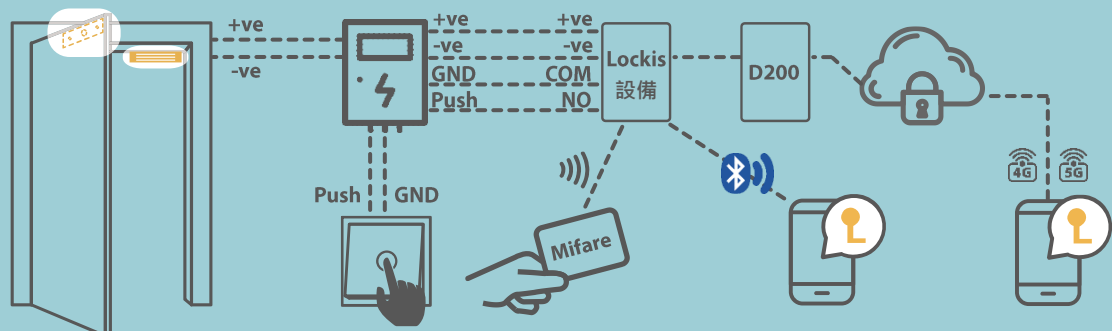 +ve
-ve
+ve
-ve
GND
Push
+ve
-ve
COM
NO
Lockis
設備
D200
Push
GND
Mifare
4G
5G
L
L